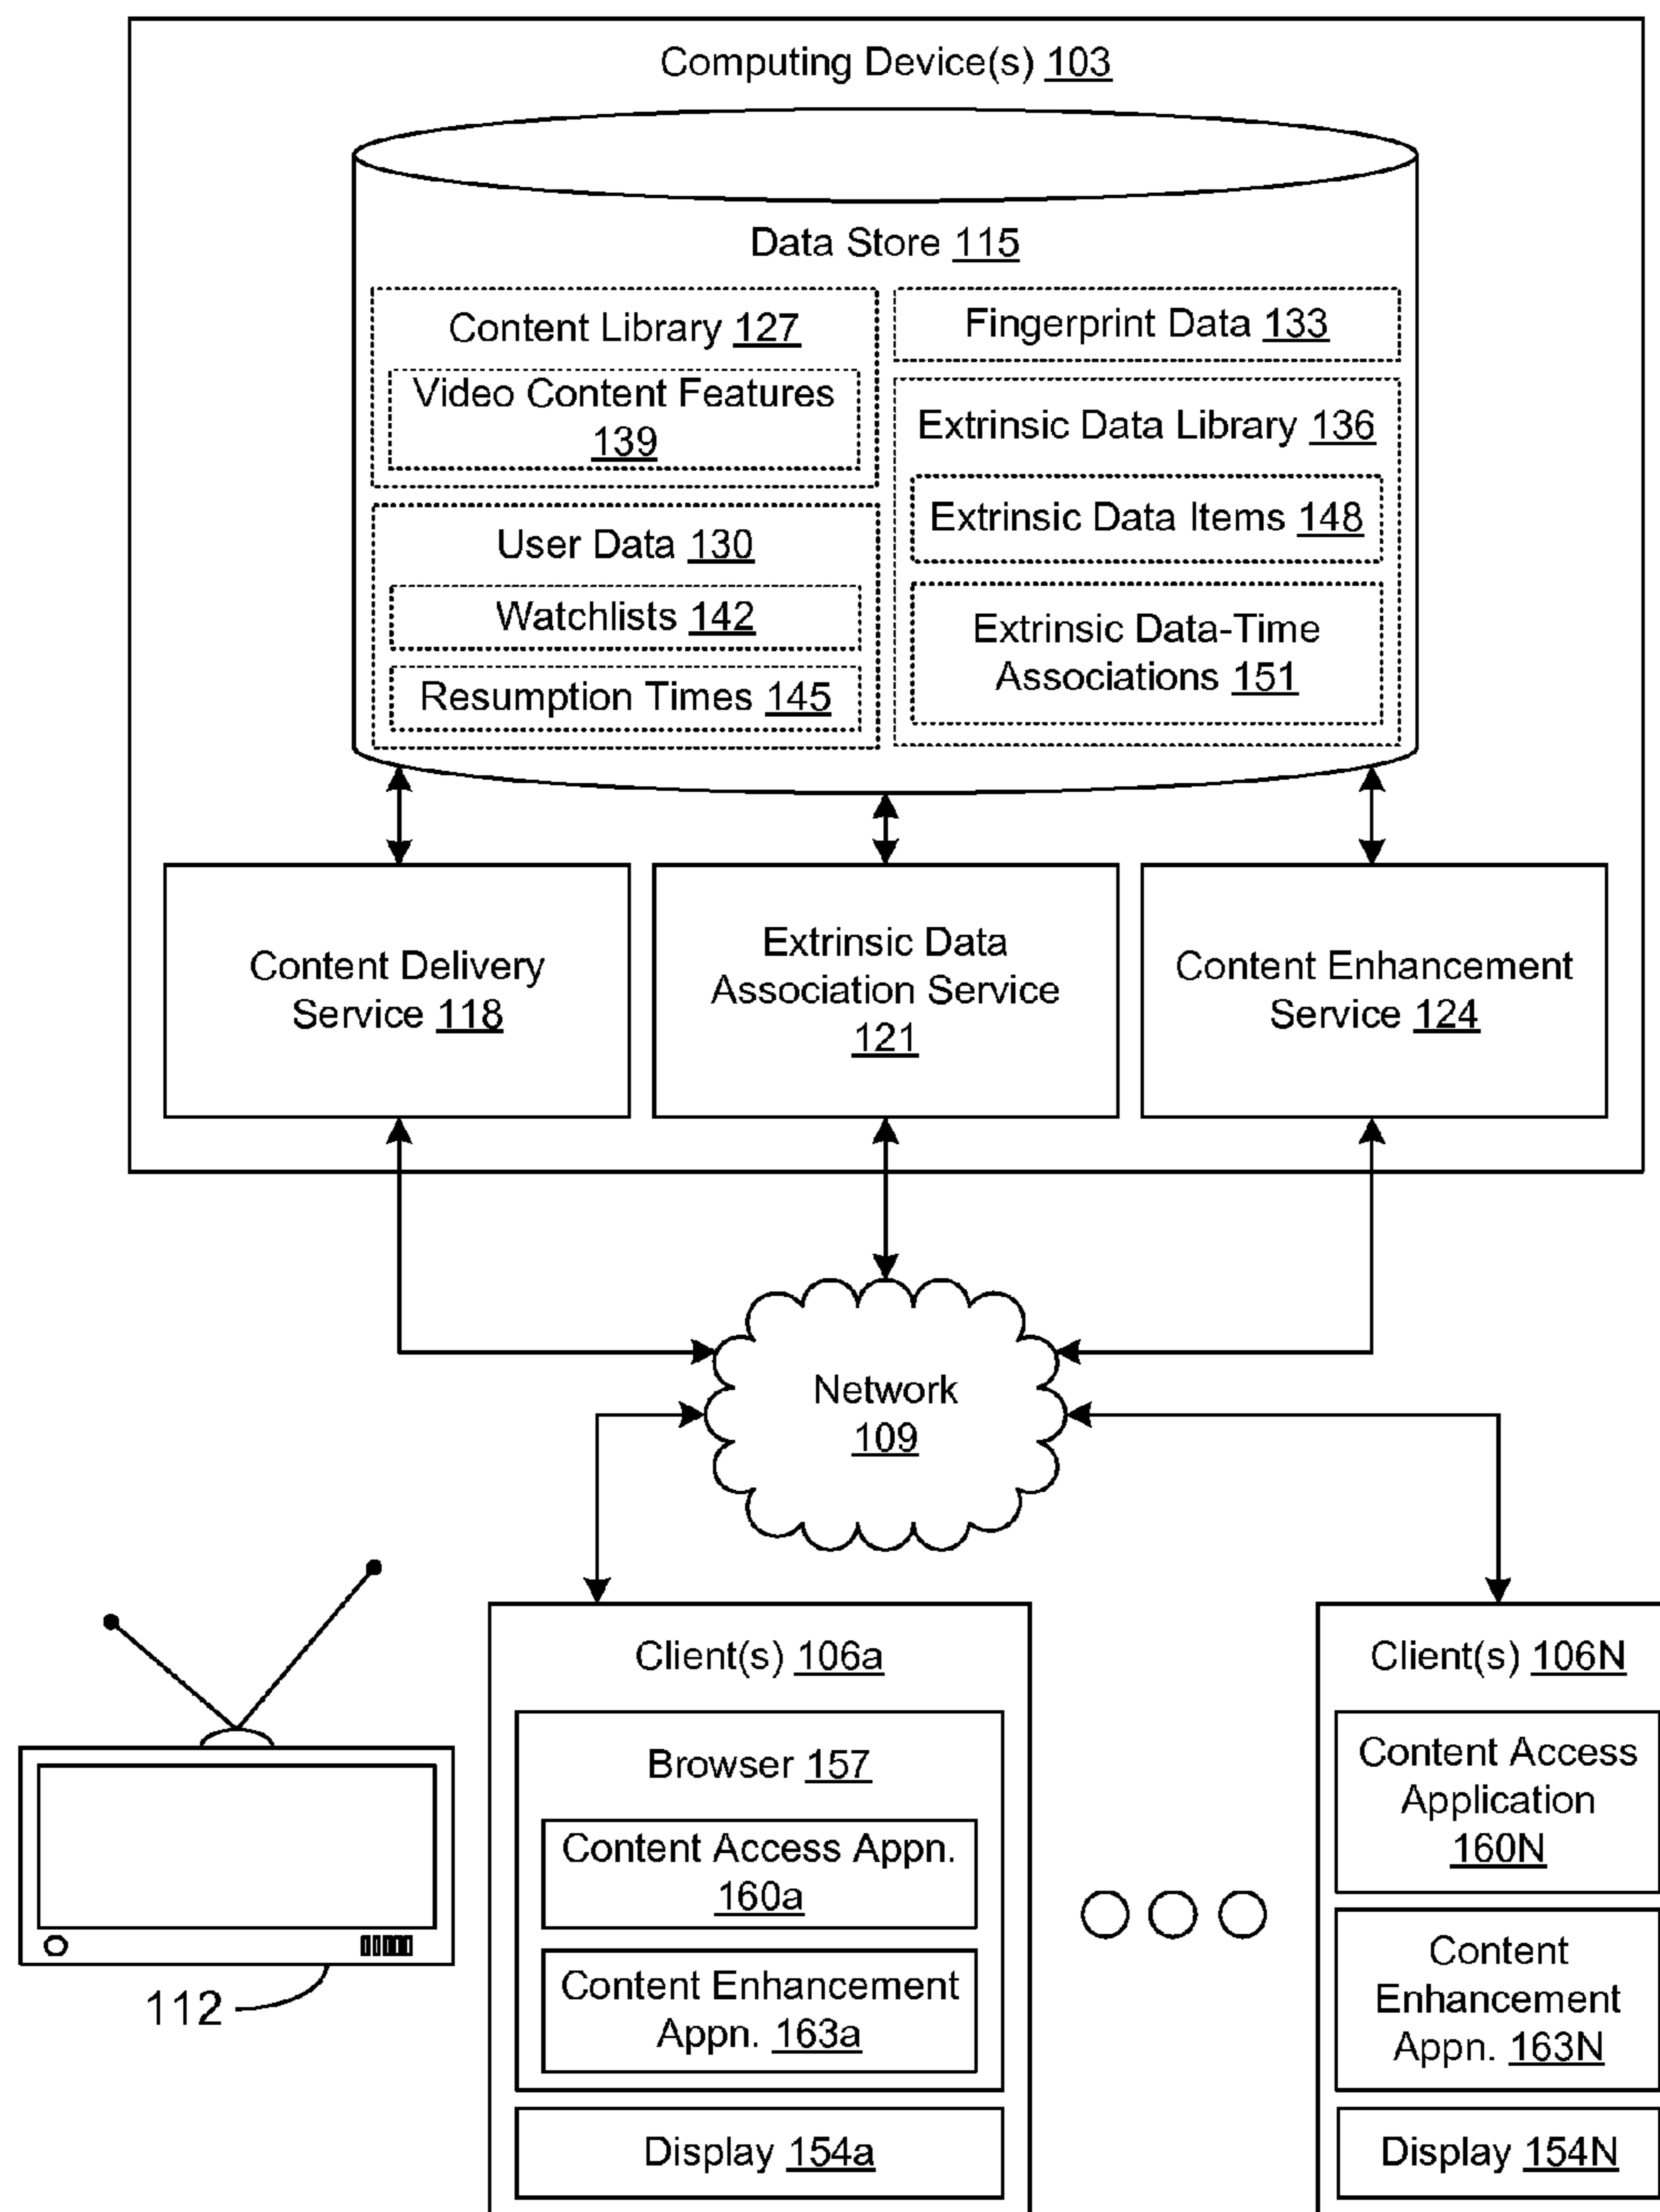 Computing Device(s) 103
Data Store 115
Content Library 127
Video Content Features
139
User Data 130
Watchlists 142
Resumption Times 145
Fingerprint Data 133
Extrinsic Data Library 136
Extrinsic Data Items 148
Extrinsic Data-Time
Associations 151
Content Delivery
Service 118
Extrinsic Data
Association Service
121
Content Enhancement
Service 124
Network
109
112
Client(s) 106a
Browser 157
Content Access Appn.
160a
Content Enhancement
Appn. 163a
Display 154a
Client(s) 106N
Content Access
Application
160N
Content
Enhancement
Appn. 163N
Display 154N